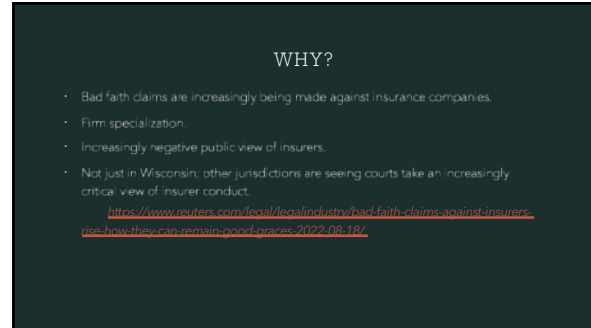 WHY?
· Bad faith claims are increasingly being made against insurance companies.
· Firm specialization.
· Increasingly negative public view of insurers.
· Not just in Wisconsin; other jurisdictions are seeing courts take an increasingly
critical view of insurer conduct.
https://www.reuters.com/legal/legalindustry/bad-faith-claims-against-insurers-
rise-how-they-can-remain-good-graces-2022-08-18/